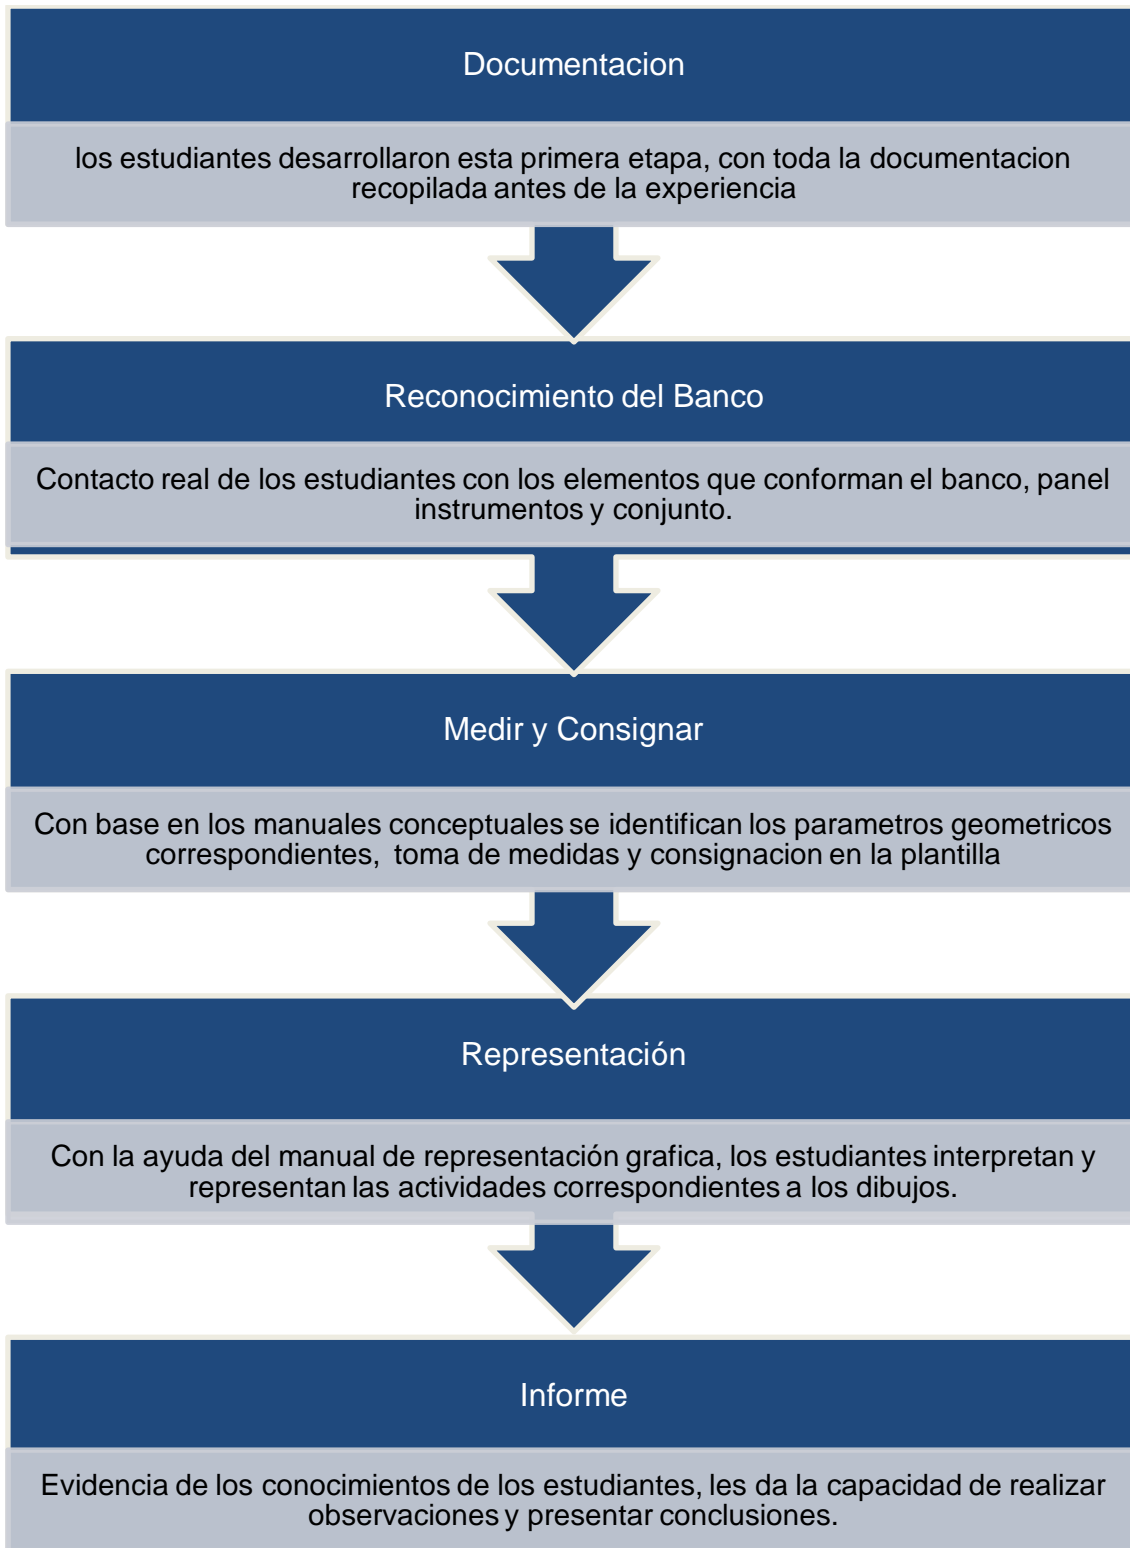 Documentacion
los estudiantes desarrollaron esta primera etapa, con toda la documentacion
recopilada antes de la experiencia
Reconocimiento del Banco
Contacto real de los estudiantes con los elementos que conforman el banco, panel
instrumentos y conjunto.
Medir y Consignar
Con base en los manuales conceptuales se identifican los parametros geometricos
correspondientes, toma de medidas y consignacion en la plantilla
Representación
Con la ayuda del manual de representación grafica, los estudiantes interpretan y
representan las actividades correspondientes a los dibujos.
Informe
Evidencia de los conocimientos de los estudiantes, les da la capacidad de realizar
observaciones y presentar conclusiones.